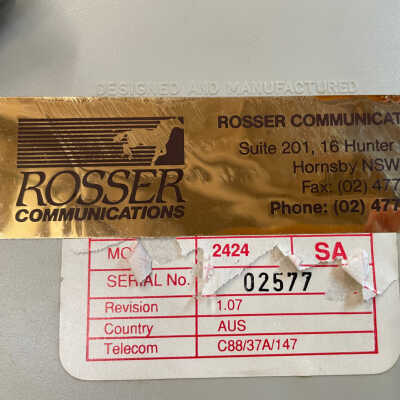 DESIGNED AND MANUFACTURED
ROSSER
COMMUNICATIONS
ROSSER COMMUNICAT
Suite 201, 16 Hunter
Hornsby NSW
Fax: (02) 477
Phone: (02) 477
MO 2424 SA
SERIAL No. 02577
Revision 1.07
Country AUS
Telecom C88/37A/147